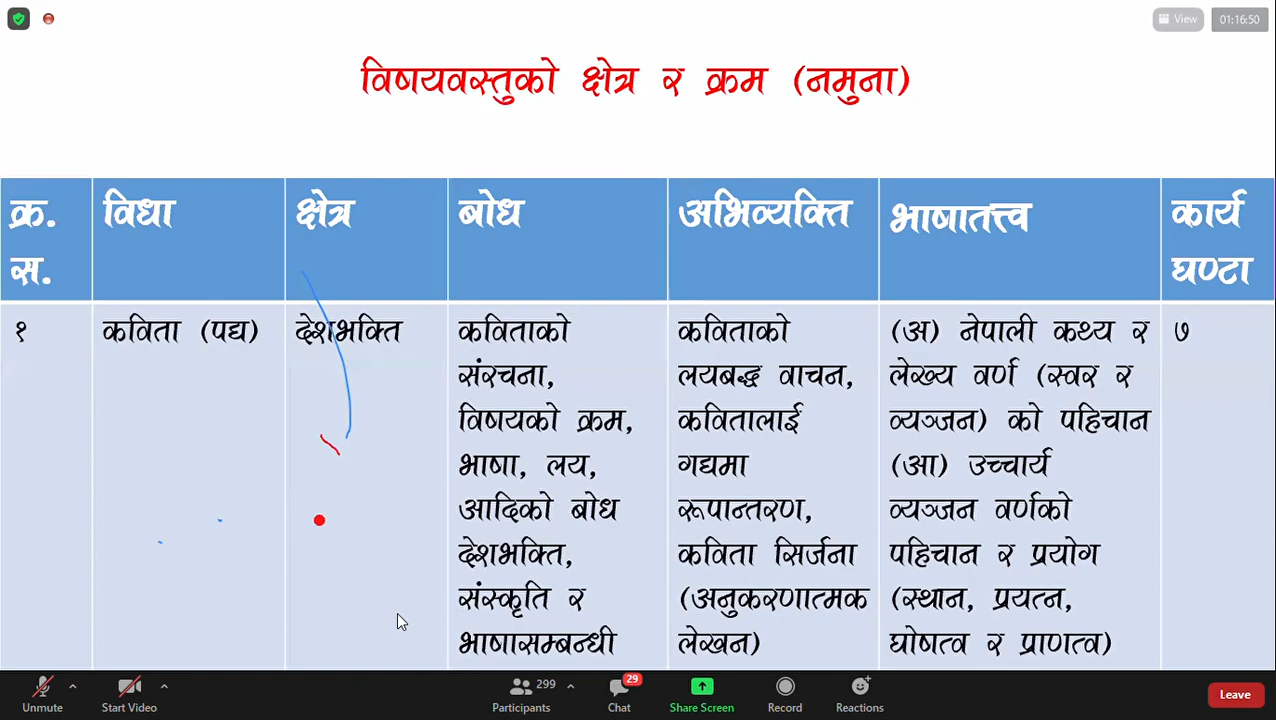 View
01:16:50
विषयवस्तुको क्षेत्र र क्रम (नमुना)
क्र.
स.
विधा
क्षेत्र
बोध
अभिव्यक्ति
भाषातत्त्व
कार्य
घण्टा
१
कविता (पद्य)
देशभक्ति
कविताको
संरचना,
विषयको क्रम,
भाषा, लय,
आदिको बोध
देशभक्ति,
संस्कृति र
भाषासम्बन्धी
कविताको
लयबद्ध वाचन,
कवितालाई
गद्यमा
रूपान्तरण,
कविता सिर्जना
(अनुकरणात्मक
लेखन)
(अ) नेपाली कथ्य र
लेख्य वर्ण (स्वर र
व्यञ्जन) को पहिचान
(आ) उच्चार्य
व्यञ्जन वर्णको
पहिचान र प्रयोग
(स्थान, प्रयत्न,
घोषत्व र प्राणत्व)
७
Unmute
Start Video
299
Participants
29
Chat
Share Screen
Record
Reactions
Leave